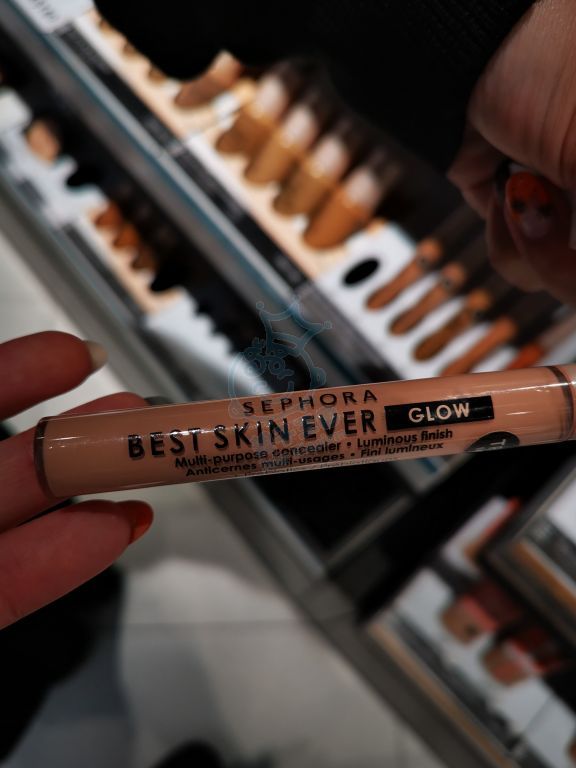 SEPHORA
BEST SKIN EVER GLOW
Multi-purpose concealer • Luminous finish
Anticernes multi-usages • Fini lumineux